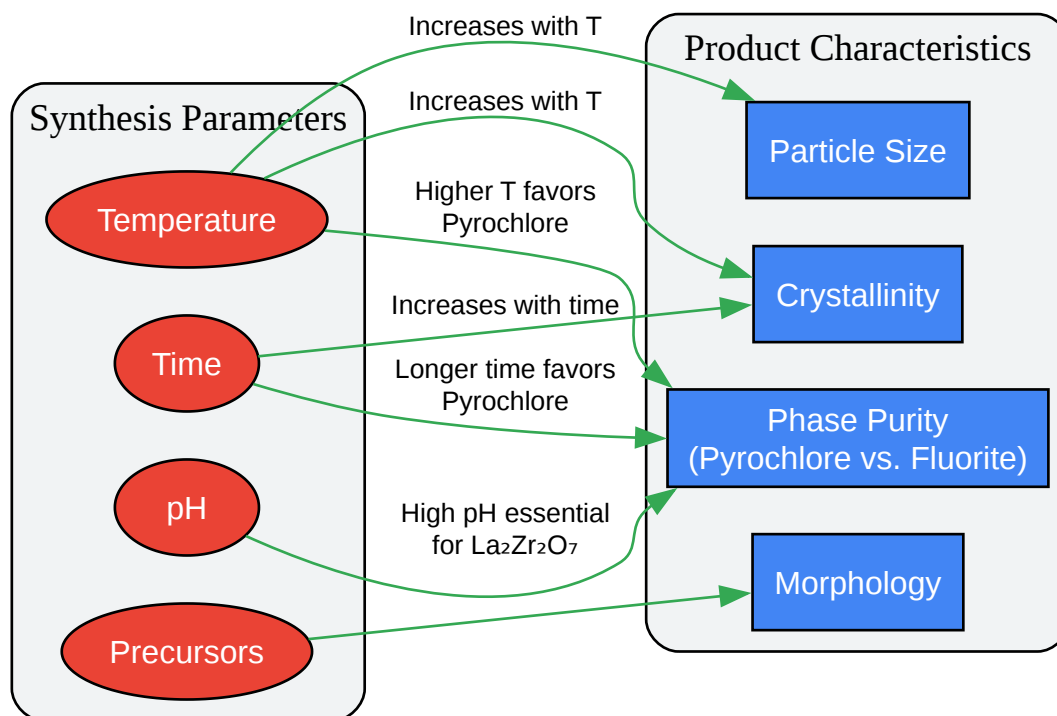 Synthesis Parameters
Temperature
Time
pH
Precursors
Increases with T
Increases with T
Higher T favors
Pyrochlore
Increases with time
Longer time favors
Pyrochlore
High pH essential
for La₂Zr₂O₇
Product Characteristics
Particle Size
Crystallinity
Phase Purity
(Pyrochlore vs. Fluorite)
Morphology